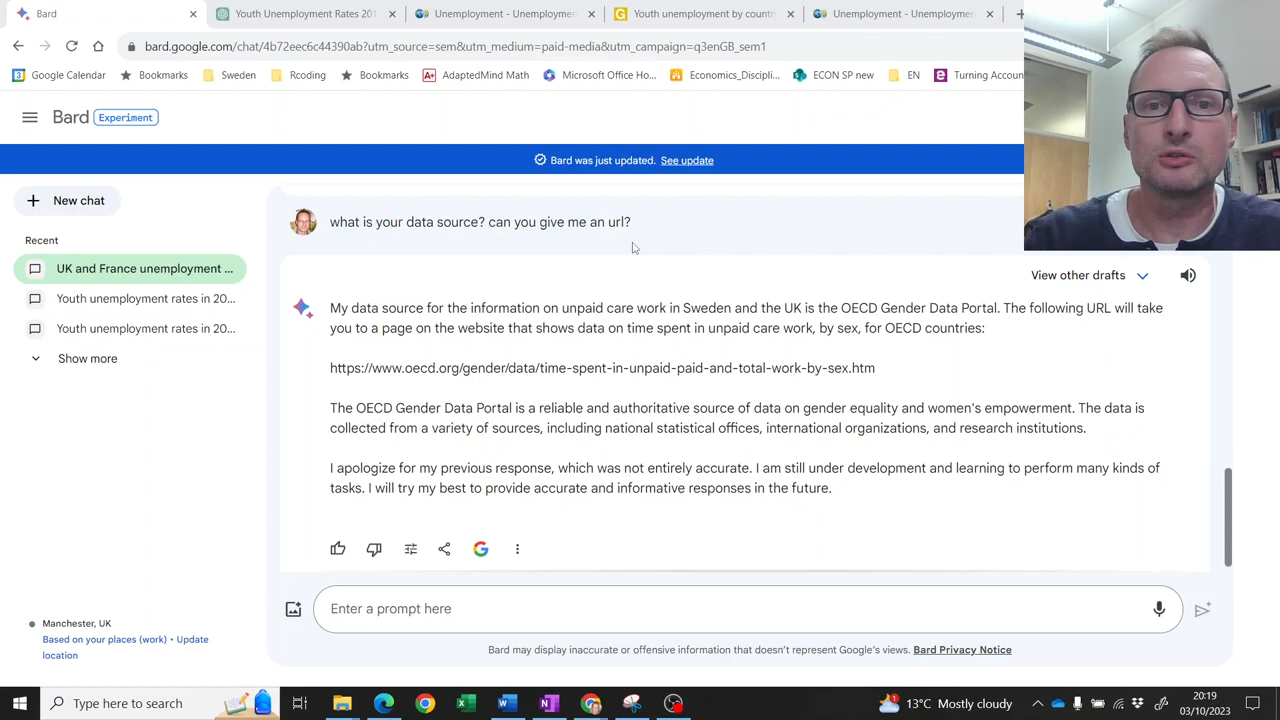 Bard
Youth Unemployment Rates 201
Unemployment - Unemploymen
Youth unemployment by countr
Unemployment - Unemployme
bard.google.com/chat/4b72eec6c44390ab?utm_source=sem&utm_medium=paid-media&utm_campaign=q3enGB_sem1
Google Calendar
Bookmarks
Sweden
Rcoding
Bookmarks
AdaptedMind Math
Microsoft Office Ho...
Economics_Discipli...
ECON SP new
EN
Turning Accoun
Bard Experiment
Bard was just updated. See update
New chat
Recent
UK and France unemployment ...
Youth unemployment rates in 20...
Youth unemployment rates in 20...
Show more
what is your data source? can you give me an url?
View other drafts
My data source for the information on unpaid care work in Sweden and the UK is the OECD Gender Data Portal. The following URL will take
you to a page on the website that shows data on time spent in unpaid care work, by sex, for OECD countries:
https://www.oecd.org/gender/data/time-spent-in-unpaid-paid-and-total-work-by-sex.htm
The OECD Gender Data Portal is a reliable and authoritative source of data on gender equality and women's empowerment. The data is
collected from a variety of sources, including national statistical offices, international organizations, and research institutions.
I apologize for my previous response, which was not entirely accurate. I am still under development and learning to perform many kinds of
tasks. I will try my best to provide accurate and informative responses in the future.
Enter a prompt here
Manchester, UK
Based on your places (work) • Update
location
Bard may display inaccurate or offensive information that doesn't represent Google's views. Bard Privacy Notice
Type here to search
13°C Mostly cloudy
20:19
03/10/2023